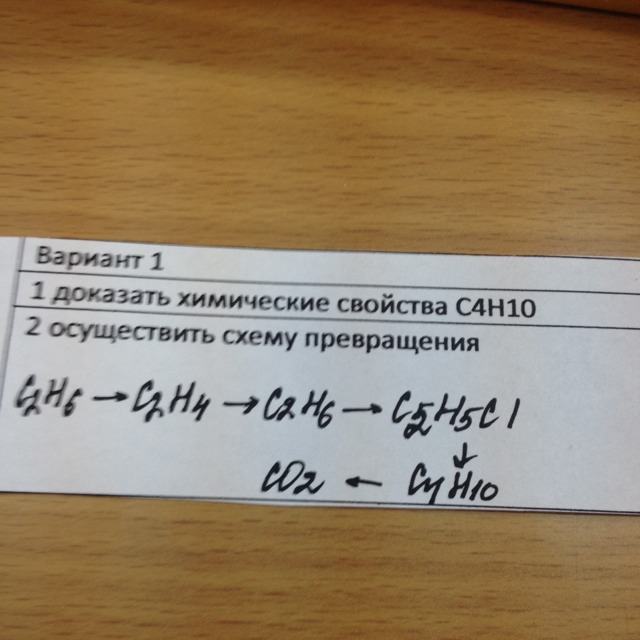 Вариант 1
1 доказать химические свойства C4H10
2 осуществить схему превращения
C2H6 → C2H4 → C2H6 → C2H5Cl
↓
CO2 ← C4H10